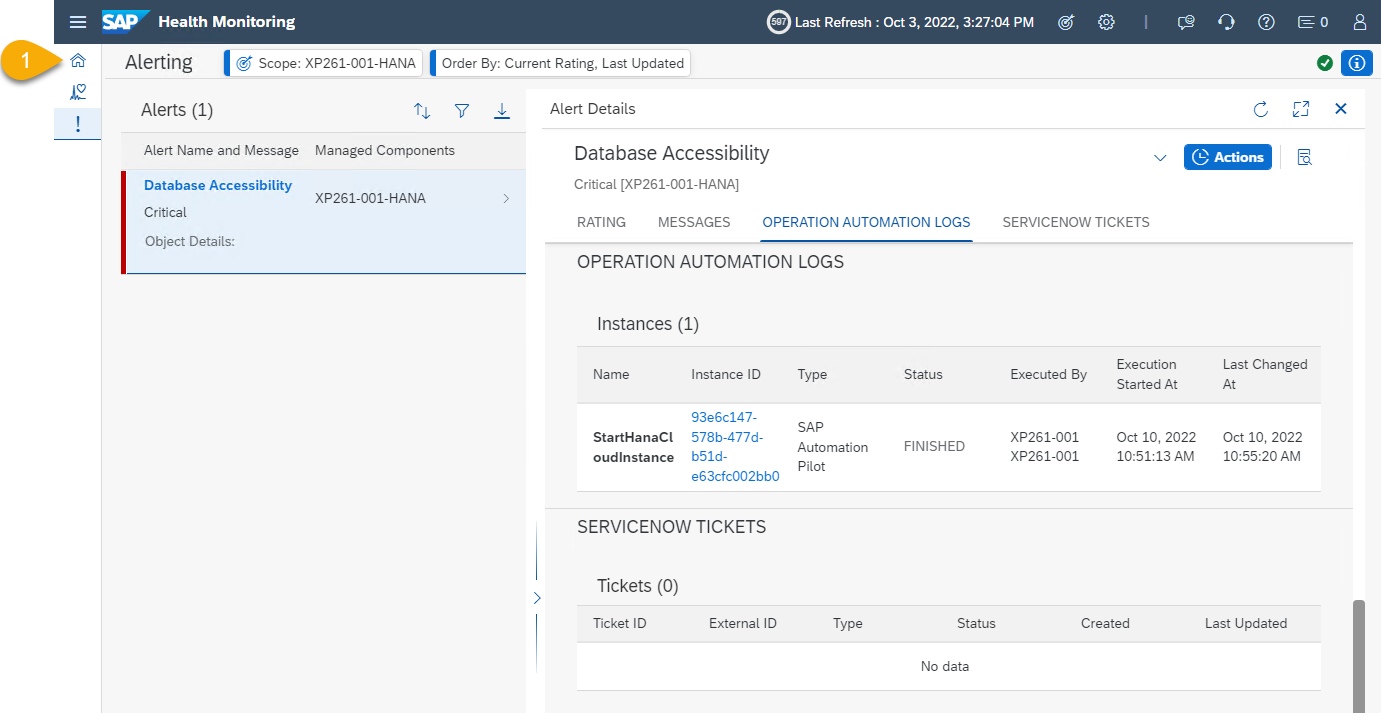 SAP Health Monitoring
597 Last Refresh : Oct 3, 2022, 3:27:04 PM
0
1
Alerting
Scope: XP261-001-HANA
Order By: Current Rating, Last Updated
Alerts (1)
Alert Name and Message
Managed Components
Database Accessibility
XP261-001-HANA
Critical
Object Details:
Alert Details
Database Accessibility
Actions
Critical [XP261-001-HANA]
RATING
MESSAGES
OPERATION AUTOMATION LOGS
SERVICENOW TICKETS
OPERATION AUTOMATION LOGS
Instances (1)
Name
Instance ID
Type
Status
Executed By
Execution
Started At
Last Changed
At
StartHanaCl
oudInstance
93e6c147-
578b-477d-
b51d-
e63cfc002bb0
SAP
Automation
Pilot
FINISHED
XP261-001
XP261-001
Oct 10, 2022
10:51:13 AM
Oct 10, 2022
10:55:20 AM
SERVICENOW TICKETS
Tickets (0)
Ticket ID
External ID
Type
Status
Created
Last Updated
No data